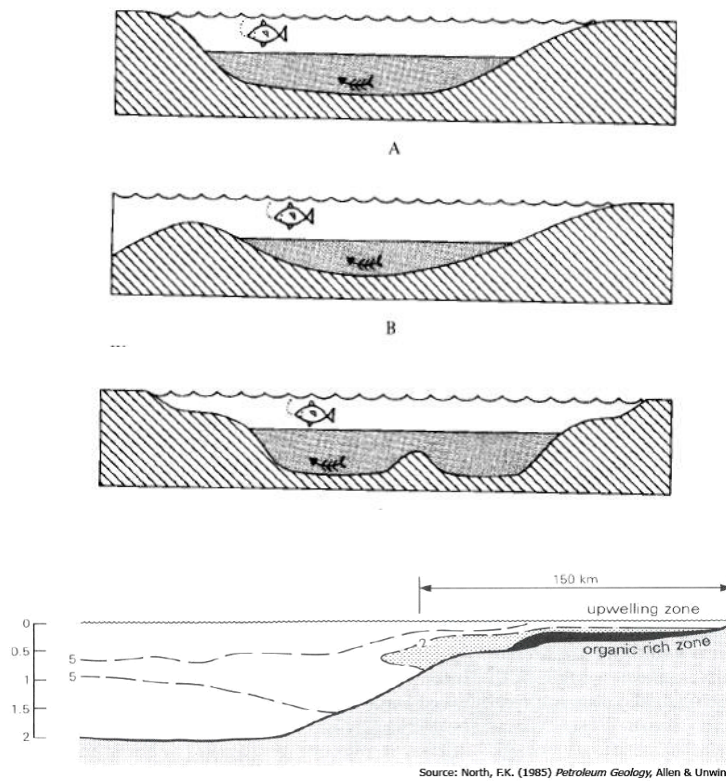 A
B
150 km
upwelling zone
0
2
organic rich zone
0.5
5
5
1
1.5
2
Source: North, F.K. (1985) Petroleum Geology, Allen & Unwin